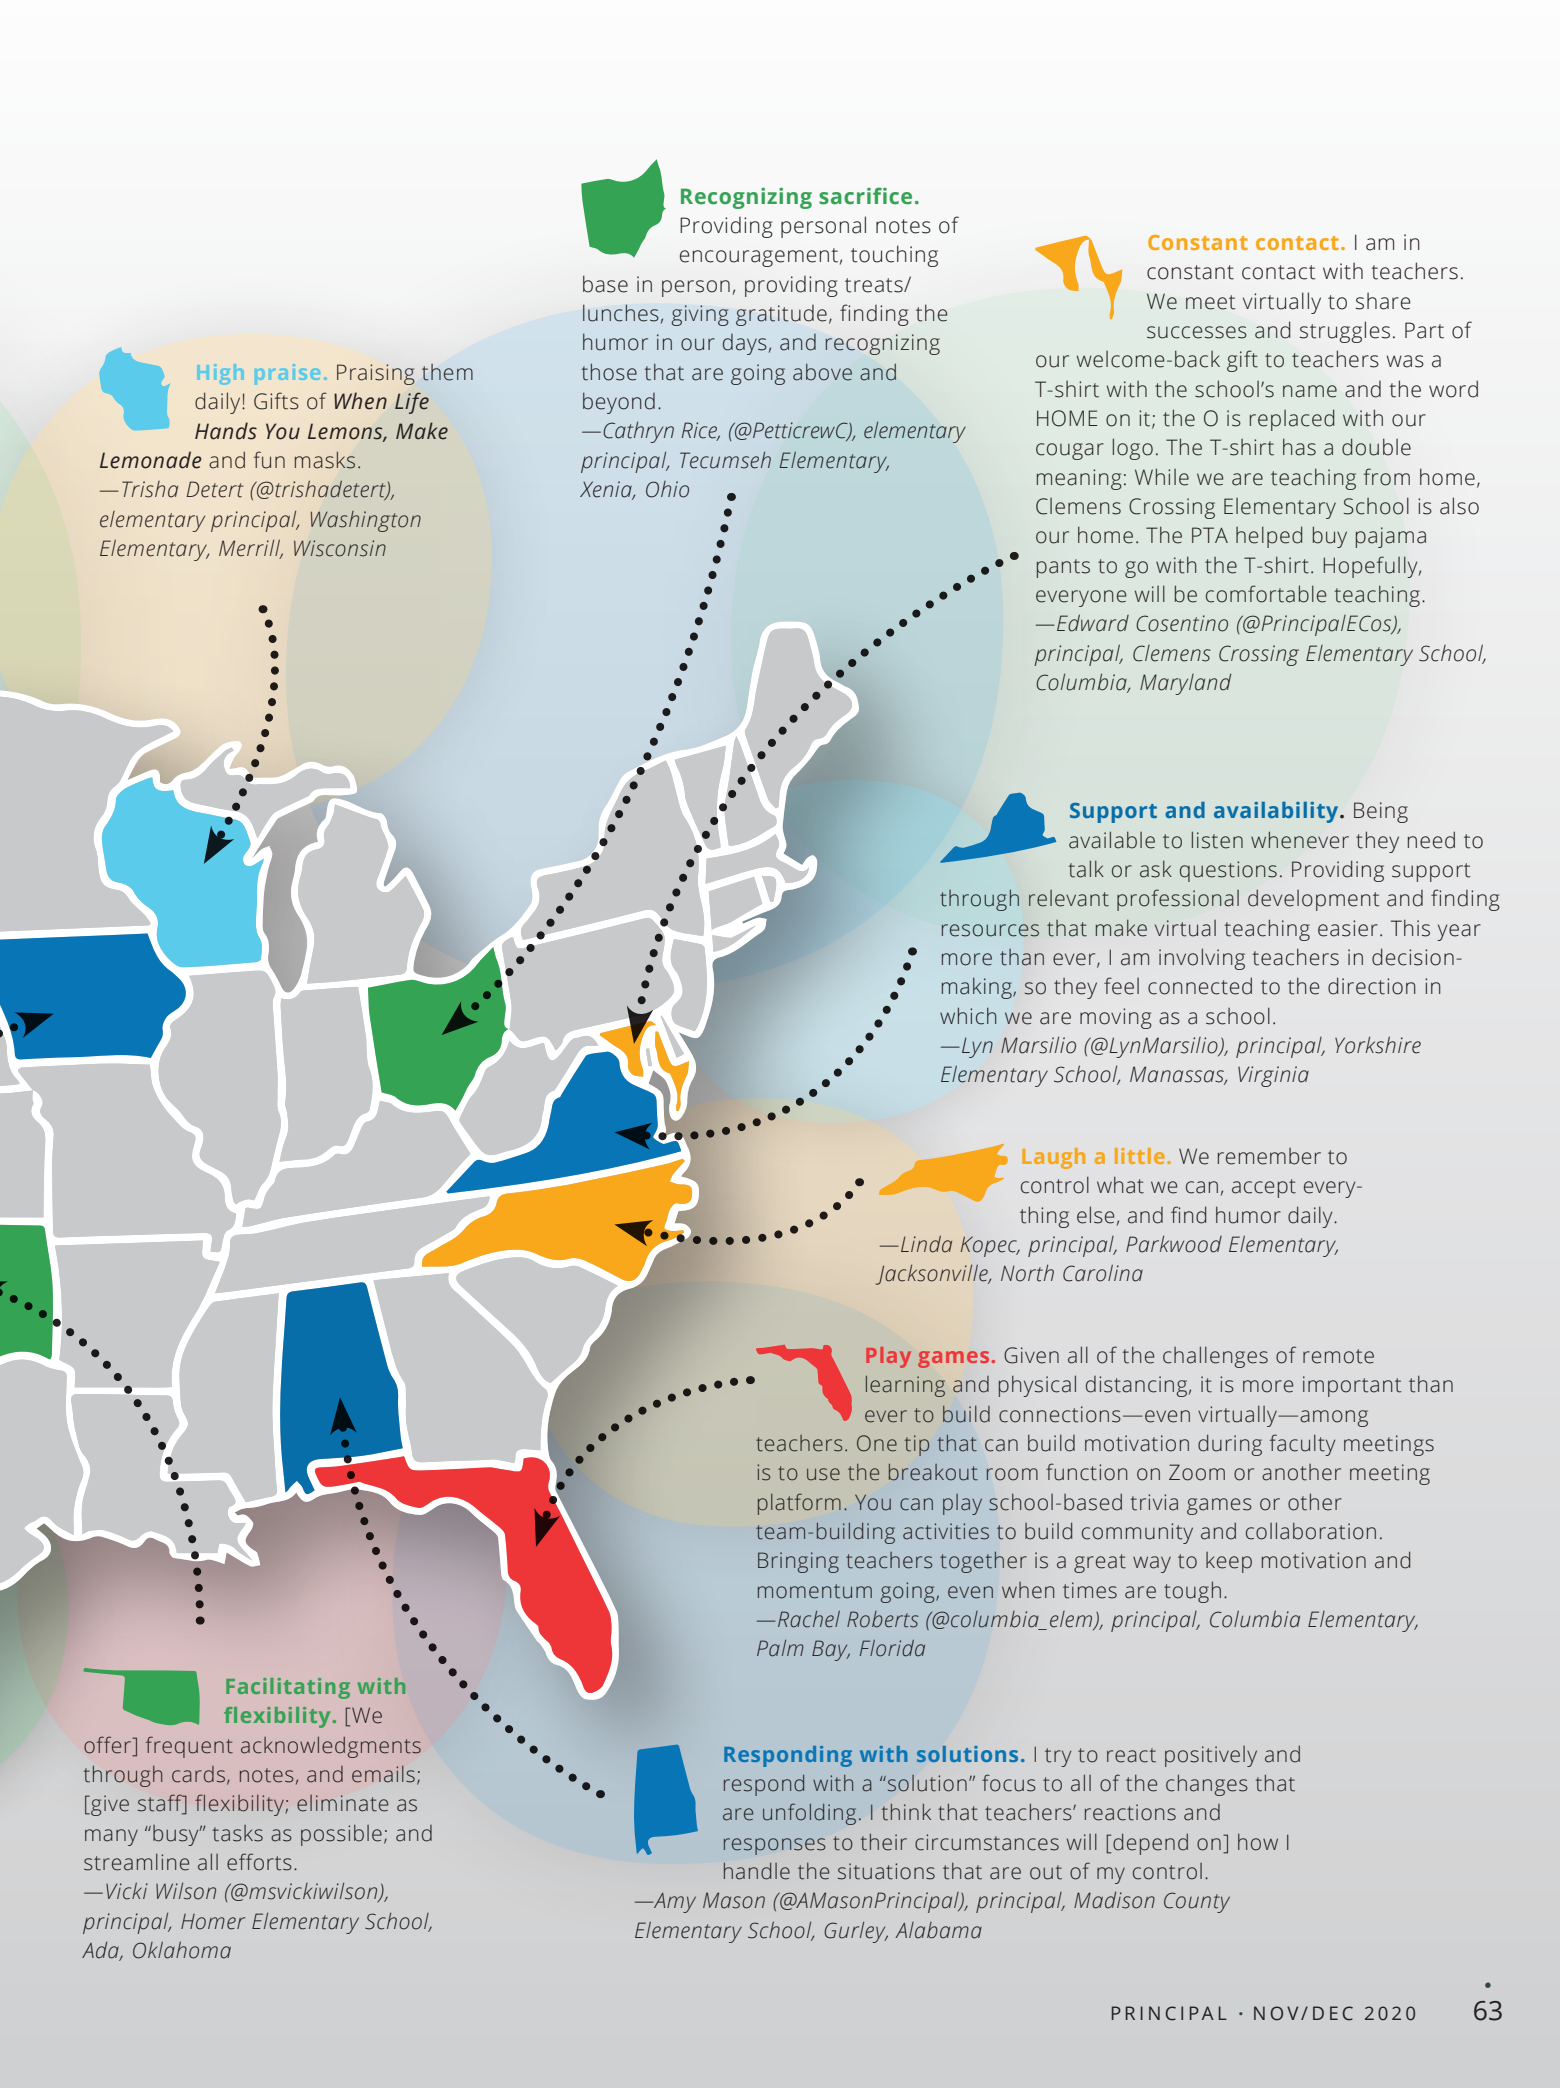 Recognizing sacrifice.
Providing personal notes of
encouragement, touching
base in person, providing treats/
lunches, giving gratitude, finding the
humor in our days, and recognizing
those that are going above and
beyond.
—Cathryn Rice, (@PetticrewC), elementary
principal, Tecumseh Elementary,
Xenia, Ohio
Constant contact. I am in
constant contact with teachers.
We meet virtually to share
successes and struggles. Part of
our welcome-back gift to teachers was a
T-shirt with the school’s name and the word
HOME on it; the O is replaced with our
cougar logo. The T-shirt has a double
meaning: While we are teaching from home,
Clemens Crossing Elementary School is also
our home. The PTA helped buy pajama
pants to go with the T-shirt. Hopefully,
everyone will be comfortable teaching.
—Edward Cosentino (@PrincipalECos),
principal, Clemens Crossing Elementary School,
Columbia, Maryland
High praise. Praising them
daily! Gifts of When Life
Hands You Lemons, Make
Lemonade and fun masks.
—Trisha Detert (@trishadetert),
elementary principal, Washington
Elementary, Merrill, Wisconsin
Support and availability. Being
available to listen whenever they need to
talk or ask questions. Providing support
through relevant professional development and finding
resources that make virtual teaching easier. This year
more than ever, I am involving teachers in decision-
making, so they feel connected to the direction in
which we are moving as a school.
—Lyn Marsilio (@LynMarsilio), principal, Yorkshire
Elementary School, Manassas, Virginia
Laugh a little. We remember to
control what we can, accept every-
thing else, and find humor daily.
—Linda Kopec, principal, Parkwood Elementary,
Jacksonville, North Carolina
Play games. Given all of the challenges of remote
learning and physical distancing, it is more important than
ever to build connections—even virtually—among
teachers. One tip that can build motivation during faculty meetings
is to use the breakout room function on Zoom or another meeting
platform. You can play school-based trivia games or other
team-building activities to build community and collaboration.
Bringing teachers together is a great way to keep motivation and
momentum going, even when times are tough.
—Rachel Roberts (@columbia_elem), principal, Columbia Elementary,
Palm Bay, Florida
Facilitating with
flexibility. [We
offer] frequent acknowledgments
through cards, notes, and emails;
[give staff] flexibility; eliminate as
many “busy” tasks as possible; and
streamline all efforts.
—Vicki Wilson (@msvickiwilson),
principal, Homer Elementary School,
Ada, Oklahoma
Responding with solutions. I try to react positively and
respond with a “solution” focus to all of the changes that
are unfolding. I think that teachers’ reactions and
responses to their circumstances will [depend on] how I
handle the situations that are out of my control.
—Amy Mason (@AMasonPrincipal), principal, Madison County
Elementary School, Gurley, Alabama
PRINCIPAL · NOV/DEC 2020 63